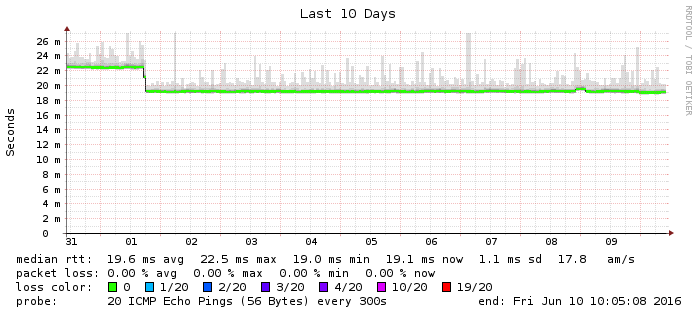 Last 10 Days
RRDTOOL / TOBI OETIKER
Seconds
26 m
24 m
22 m
20 m
18 m
16 m
14 m
12 m
10 m
8 m
6 m
4 m
2 m
0
31 01 02 03 04 05 06 07 08 09
median rtt: 19.6 ms avg 22.5 ms max 19.0 ms min 19.1 ms now 1.1 ms sd 17.8 am/s
packet loss: 0.00 % avg 0.00 % max 0.00 % min 0.00 % now
loss color: 0 1/20 2/20 3/20 4/20 10/20 19/20
probe: 20 ICMP Echo Pings (56 Bytes) every 300s end: Fri Jun 10 10:05:08 2016